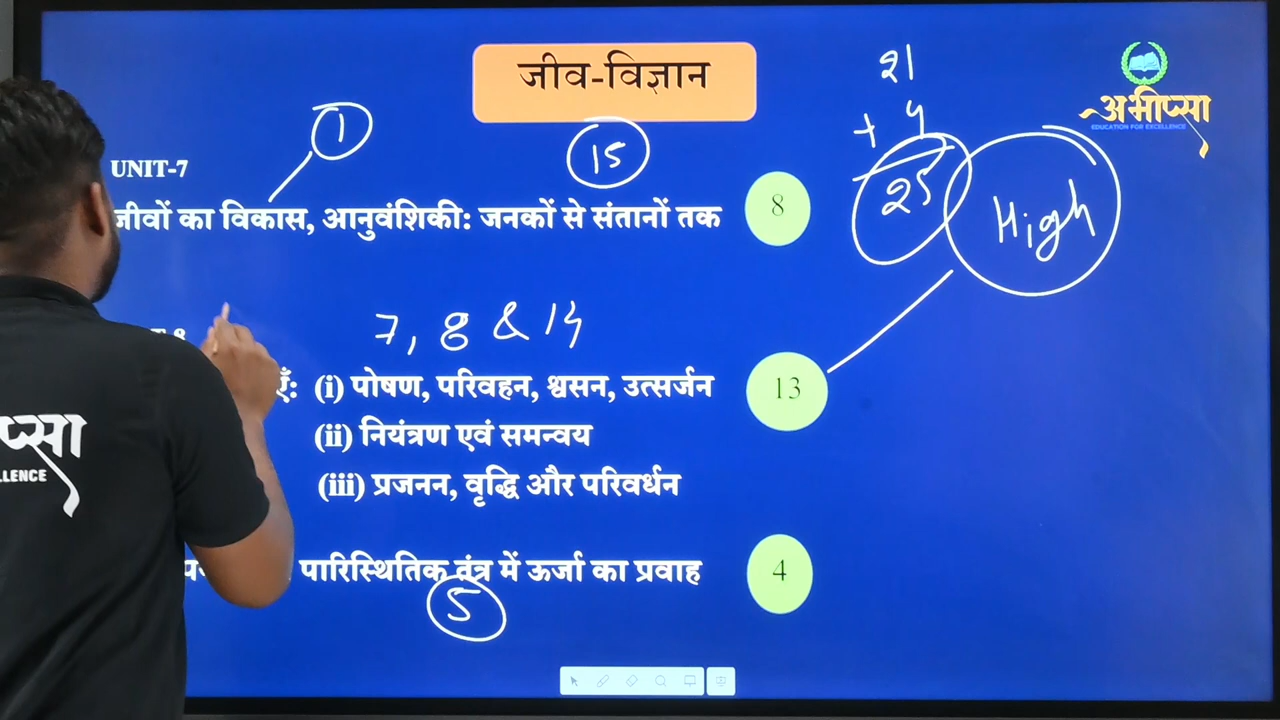 जीव-विज्ञान
21
+ 4
25
High
अभीप्सा
EDUCATION FOR EXCELLENCE
1
15
UNIT-7
जीवों का विकास, आनुवंशिकी: जनकों से संतानों तक
8
7, 8 & 14
(i) पोषण, परिवहन, श्वसन, उत्सर्जन
13
(ii) नियंत्रण एवं समन्वय
(iii) प्रजनन, वृद्धि और परिवर्धन
पारिस्थितिक तंत्र में ऊर्जा का प्रवाह
4
5